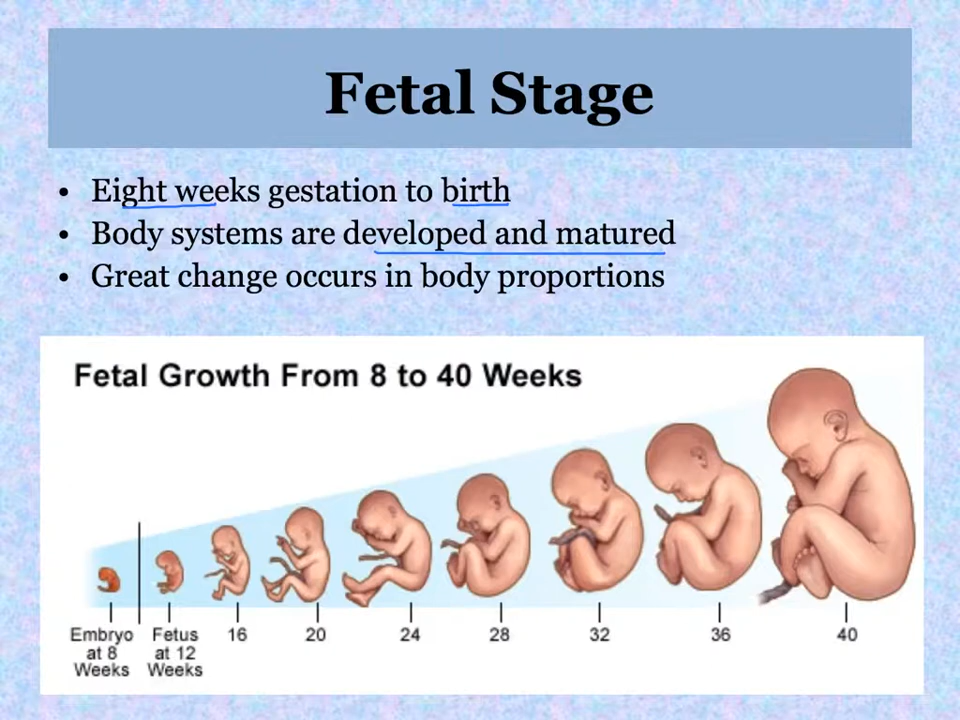 Fetal Stage
• Eight weeks gestation to birth
• Body systems are developed and matured
• Great change occurs in body proportions
Fetal Growth From 8 to 40 Weeks
Embryo at 8 Weeks
Fetus at 12 Weeks
16
20
24
28
32
36
40